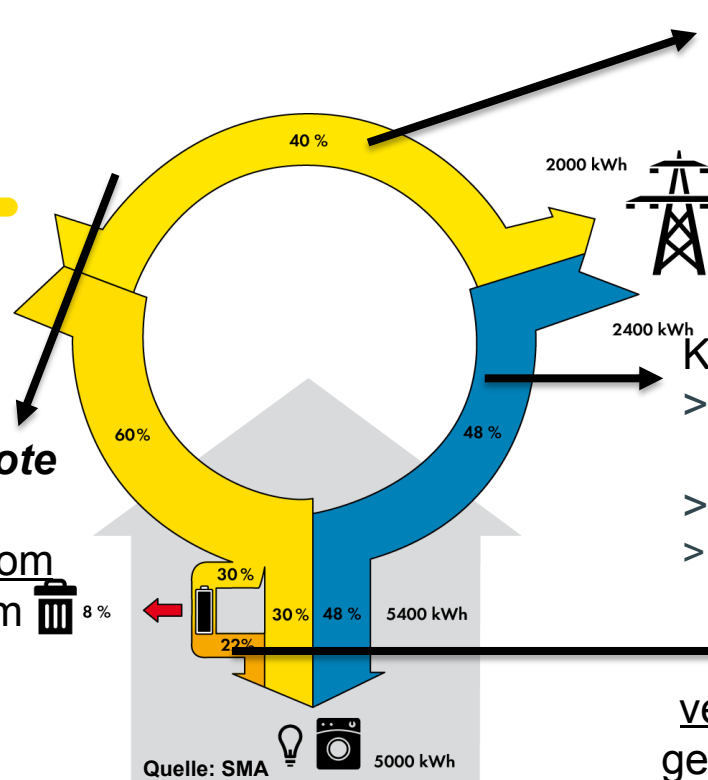 40 %
2000 kWh
2400 kWh
K
>
60%
48 %
ote
>
om
>
30%
m
8 %
30%
48 %
5400 kWh
22%
ve
5000 kWh
ge
Quelle: SMA